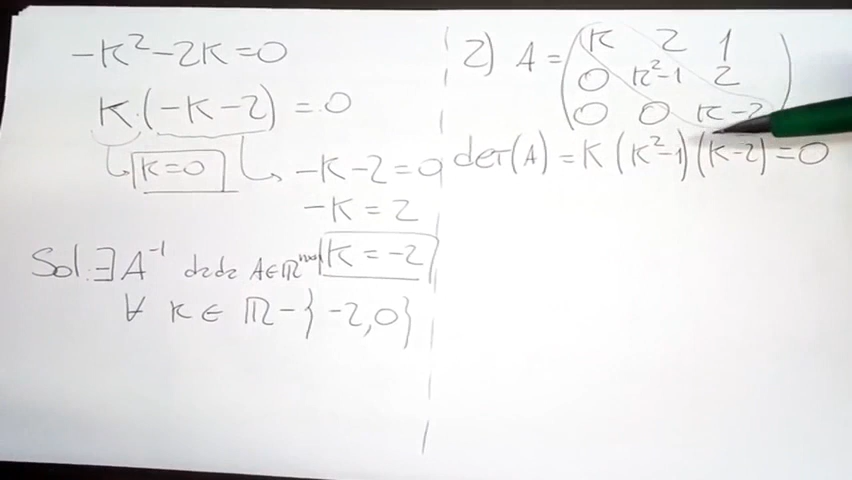 -K²-2K=0
K·(-K-2)=0
K=0
-K-2=0
-K=2
K=-2
Sol: ∃A⁻¹ dada A∈ℝ
∀ K∈ℝ-{-2,0}
2) A=(K 2 1
0 K²-1 2
0 0 K-2)
det(A)=K(K²-1)(K-2)=0